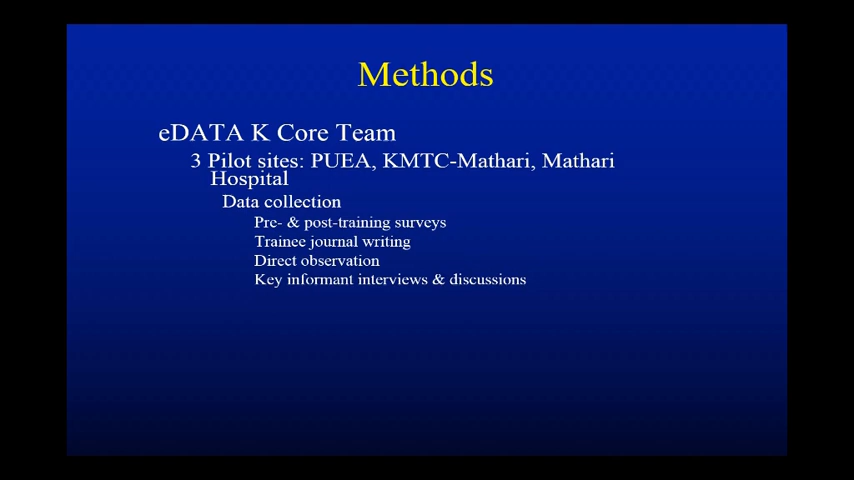 Methods
eDATA K Core Team
3 Pilot sites: PUEA, KMTC-Mathari, Mathari
Hospital
Data collection
Pre- & post-training surveys
Trainee journal writing
Direct observation
Key informant interviews & discussions